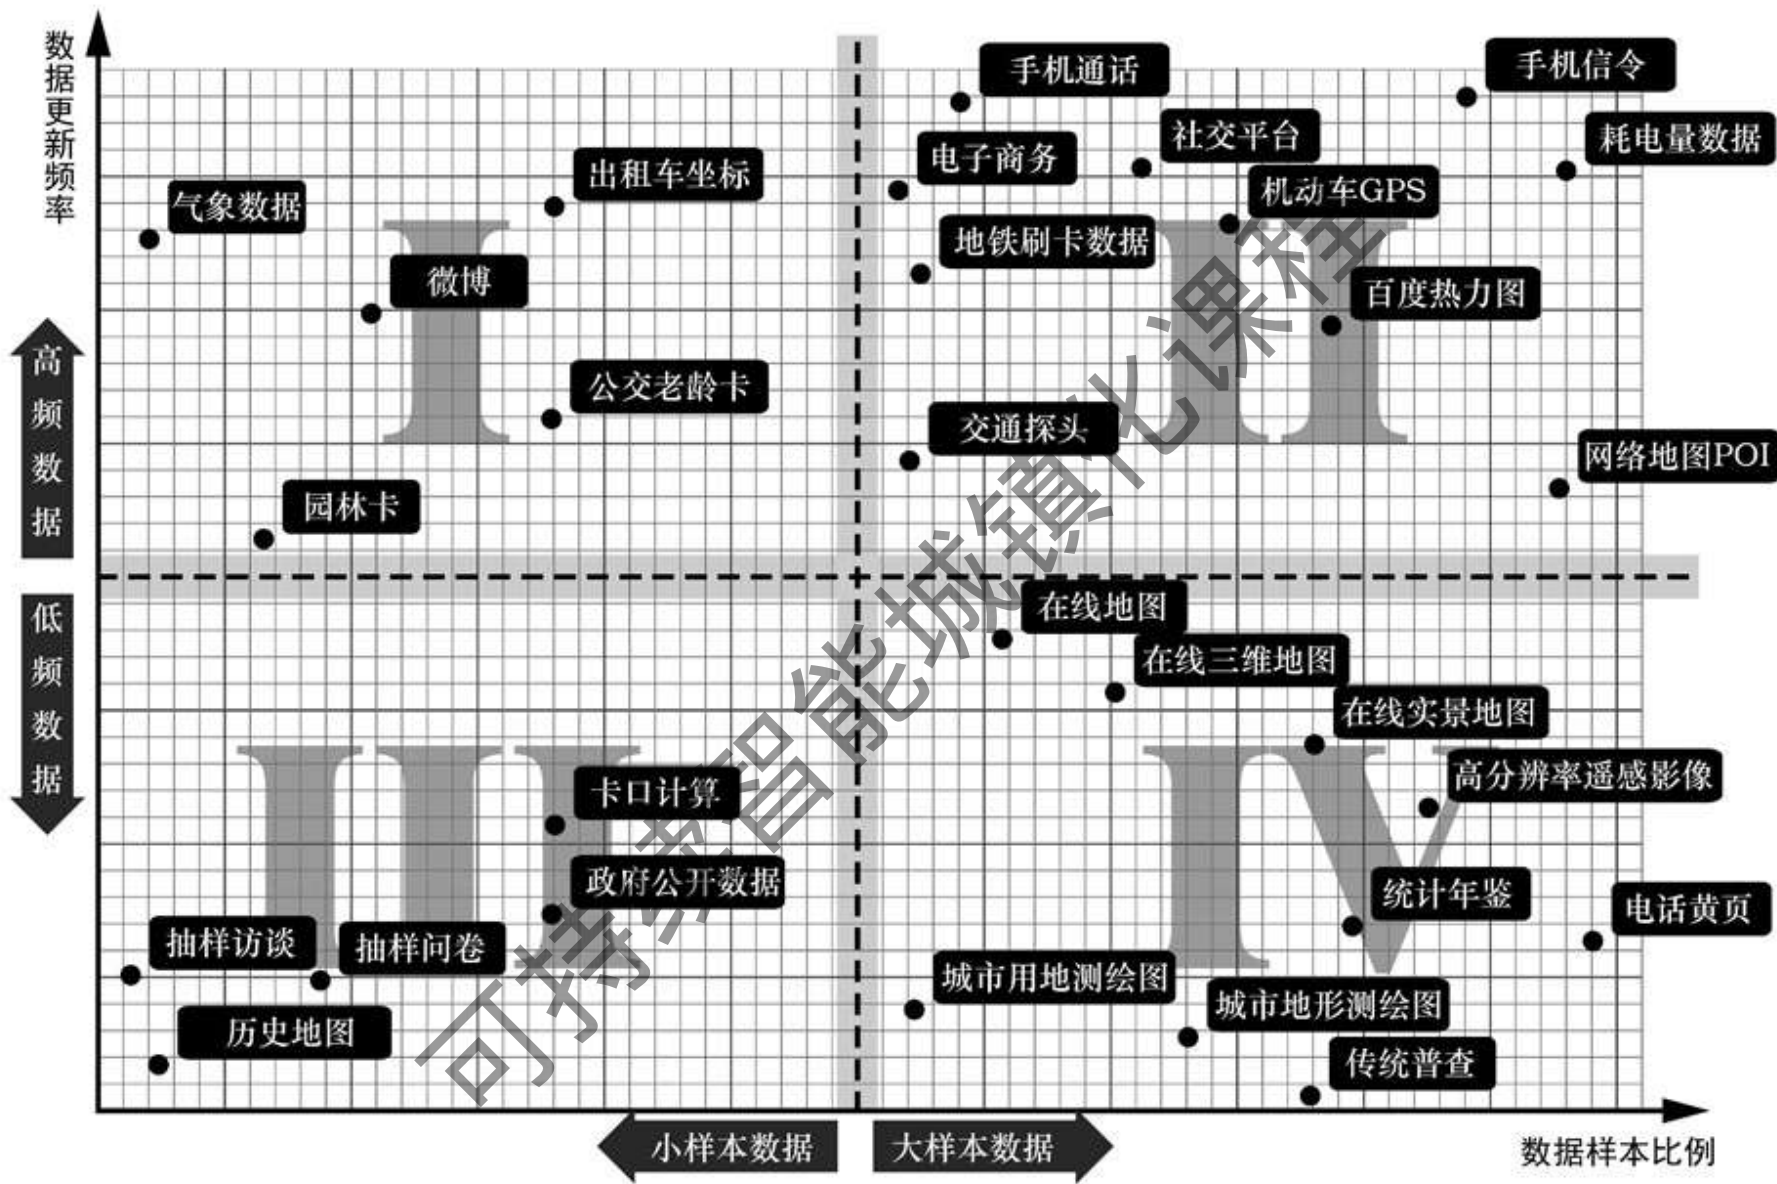 数据更新频率
手机通话
手机信令
社交平台
耗电量数据
电子商务
出租车坐标
机动车GPS
气象数据
地铁刷卡数据
微博
百度热力图
I
II
高频数据
公交老龄卡
交通探头
网络地图POI
园林卡
低频数据
在线地图
在线三维地图
在线实景地图
高分辨率遥感影像
卡口计算
III
IV
政府公开数据
统计年鉴
电话黄页
抽样访谈
抽样问卷
城市用地测绘图
城市地形测绘图
历史地图
传统普查
小样本数据
大样本数据
数据样本比例
可持续智能城镇化课程